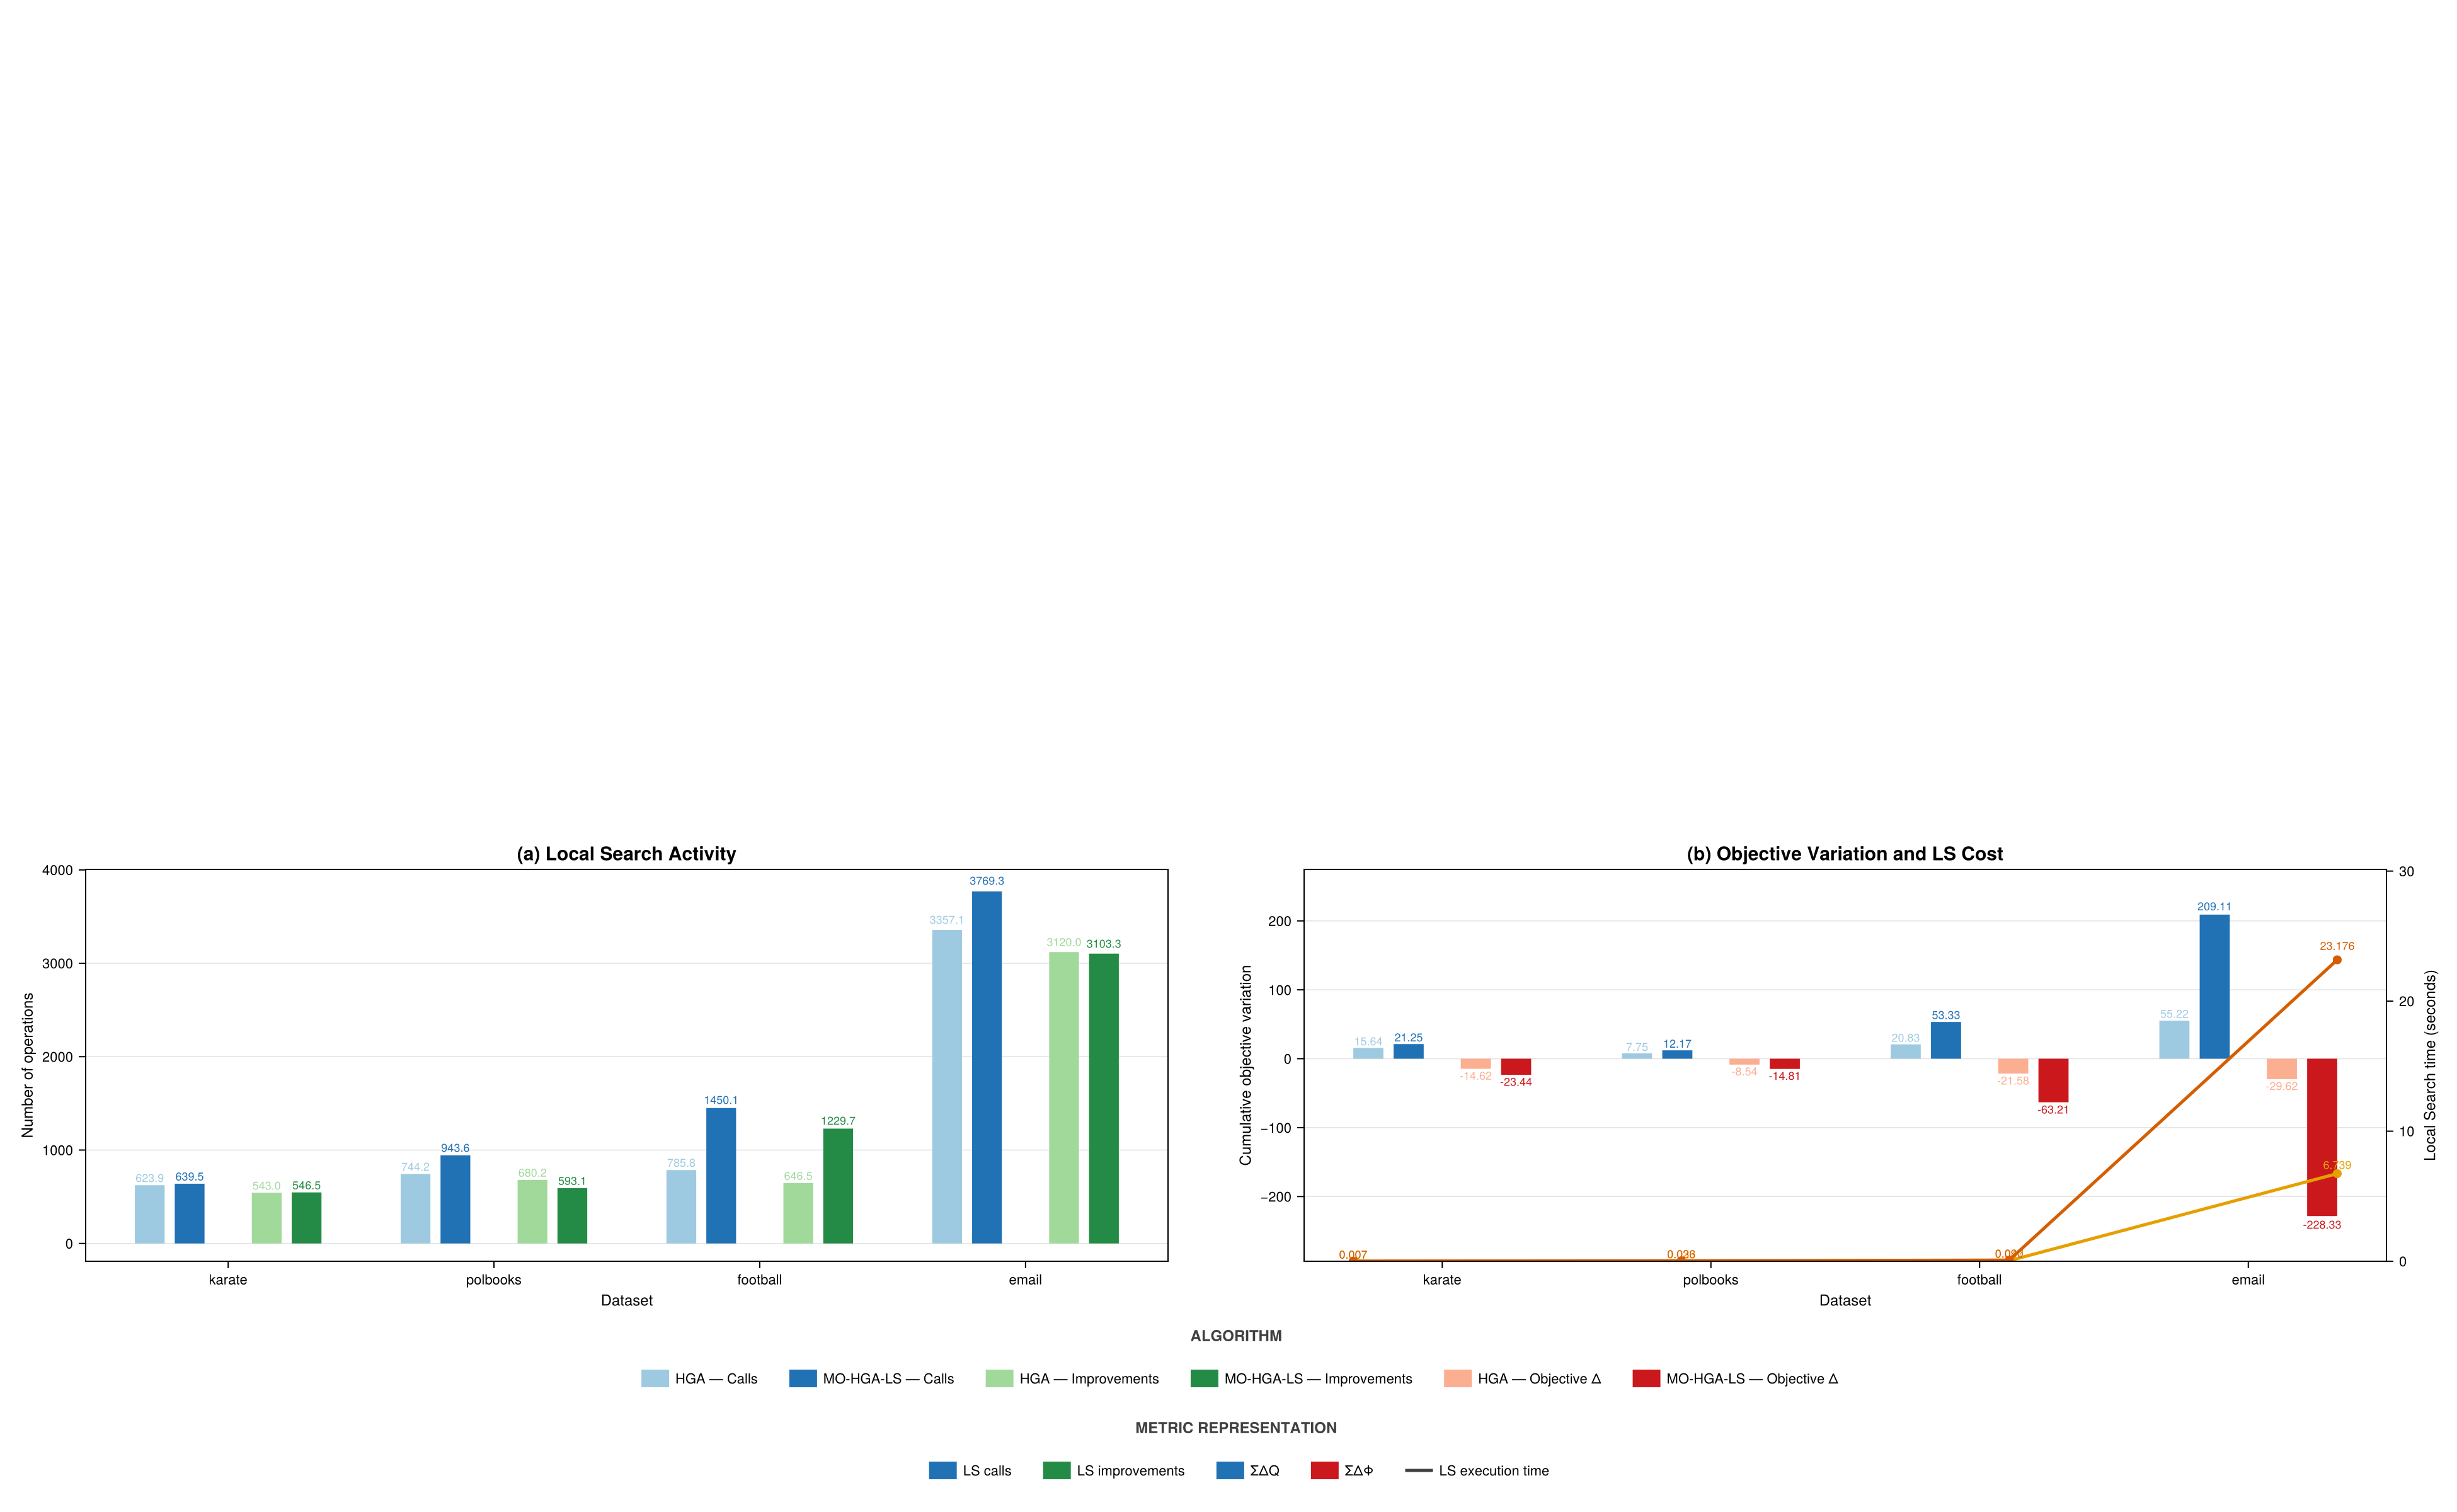 (a) Local Search Activity
4000
3000
2000
1000
0
Number of operations
623.9
639.5
543.0
546.5
744.2
943.6
680.2
593.1
785.8
1450.1
646.5
1229.7
3357.1
3769.3
3120.0
3103.3
karate
polbooks
football
email
Dataset
(b) Objective Variation and LS Cost
200
100
0
−100
−200
Cumulative objective variation
15.64
21.25
-14.62
-23.44
7.75
12.17
-8.54
-14.81
20.83
53.33
-21.58
-63.21
55.22
209.11
-29.62
-228.33
0.007
23.176
6.739
30
20
10
0
Local Search time (seconds)
karate
polbooks
football
email
Dataset
ALGORITHM
HGA — Calls
MO-HGA-LS — Calls
HGA — Improvements
MO-HGA-LS — Improvements
HGA — Objective Δ
MO-HGA-LS — Objective Δ
METRIC REPRESENTATION
LS calls
LS improvements
ΣΔQ
ΣΔΦ
LS execution time